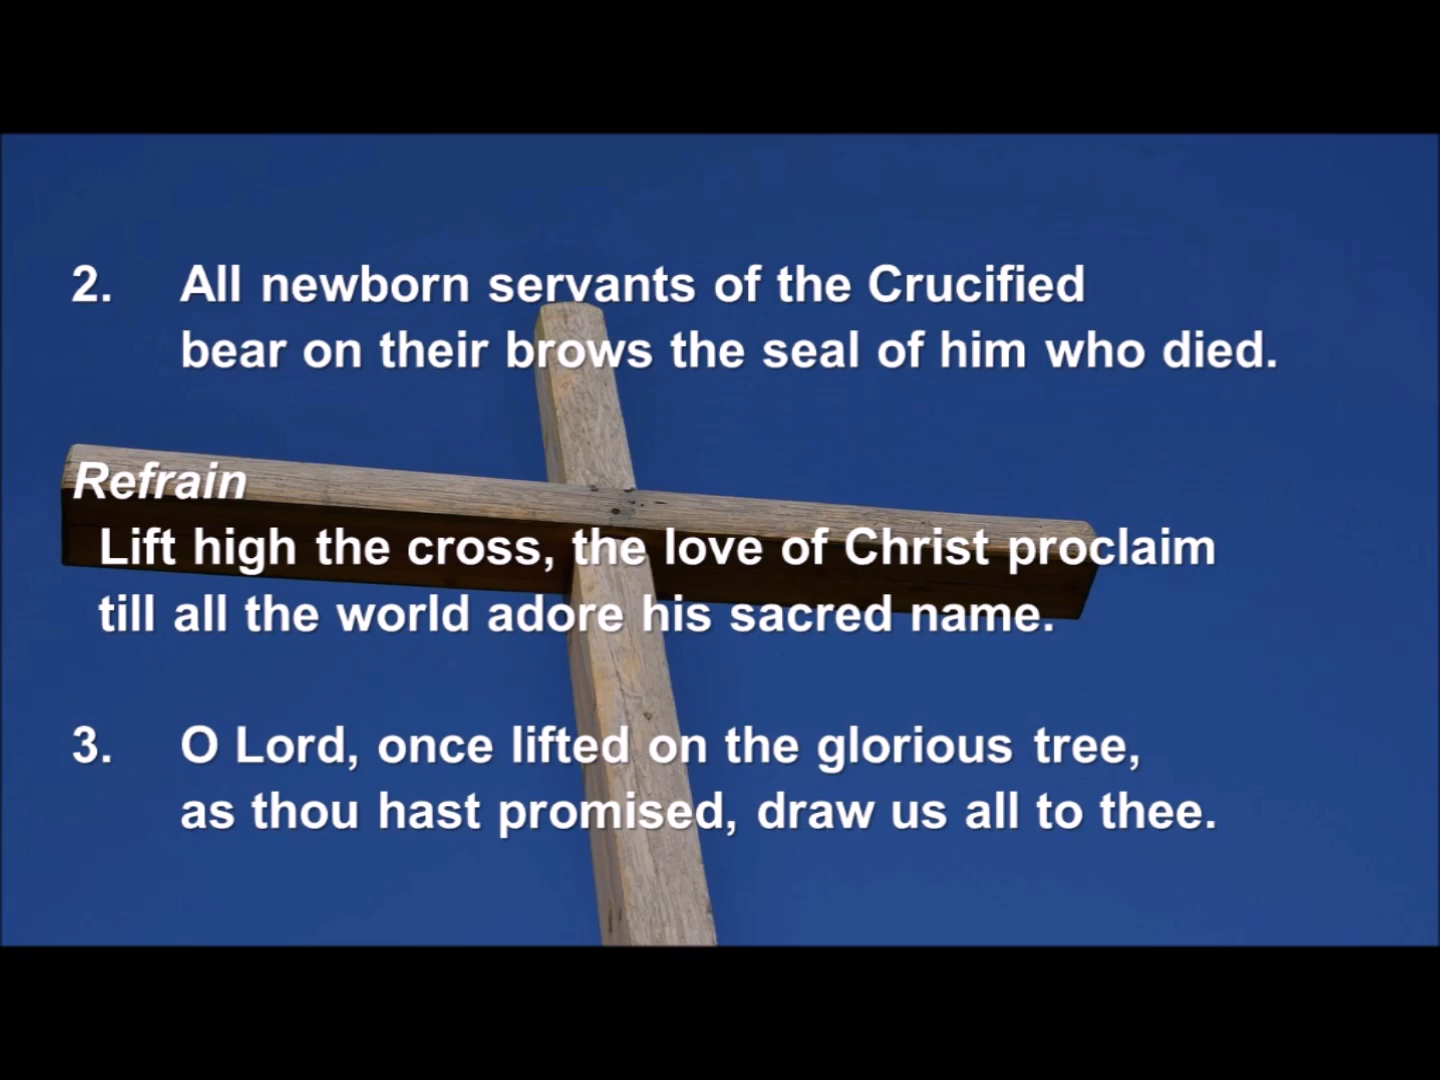 2. All newborn servants of the Crucified
bear on their brows the seal of him who died.
Refrain
Lift high the cross, the love of Christ proclaim
till all the world adore his sacred name.
3. O Lord, once lifted on the glorious tree,
as thou hast promised, draw us all to thee.